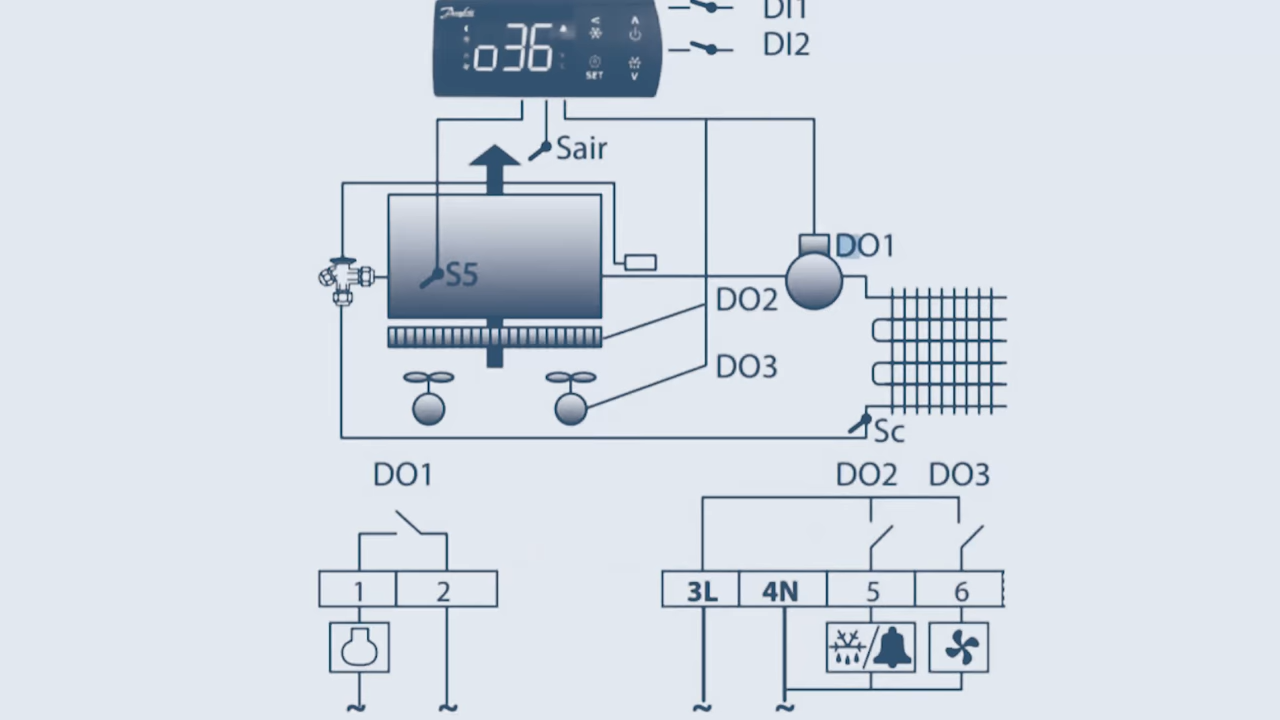 DI1
Danfoss
o36
DI2
SET
Sair
DO1
S5
DO2
DO3
Sc
DO1
DO2 DO3
1 2
3L 4N 5 6
~ ~ ~ ~